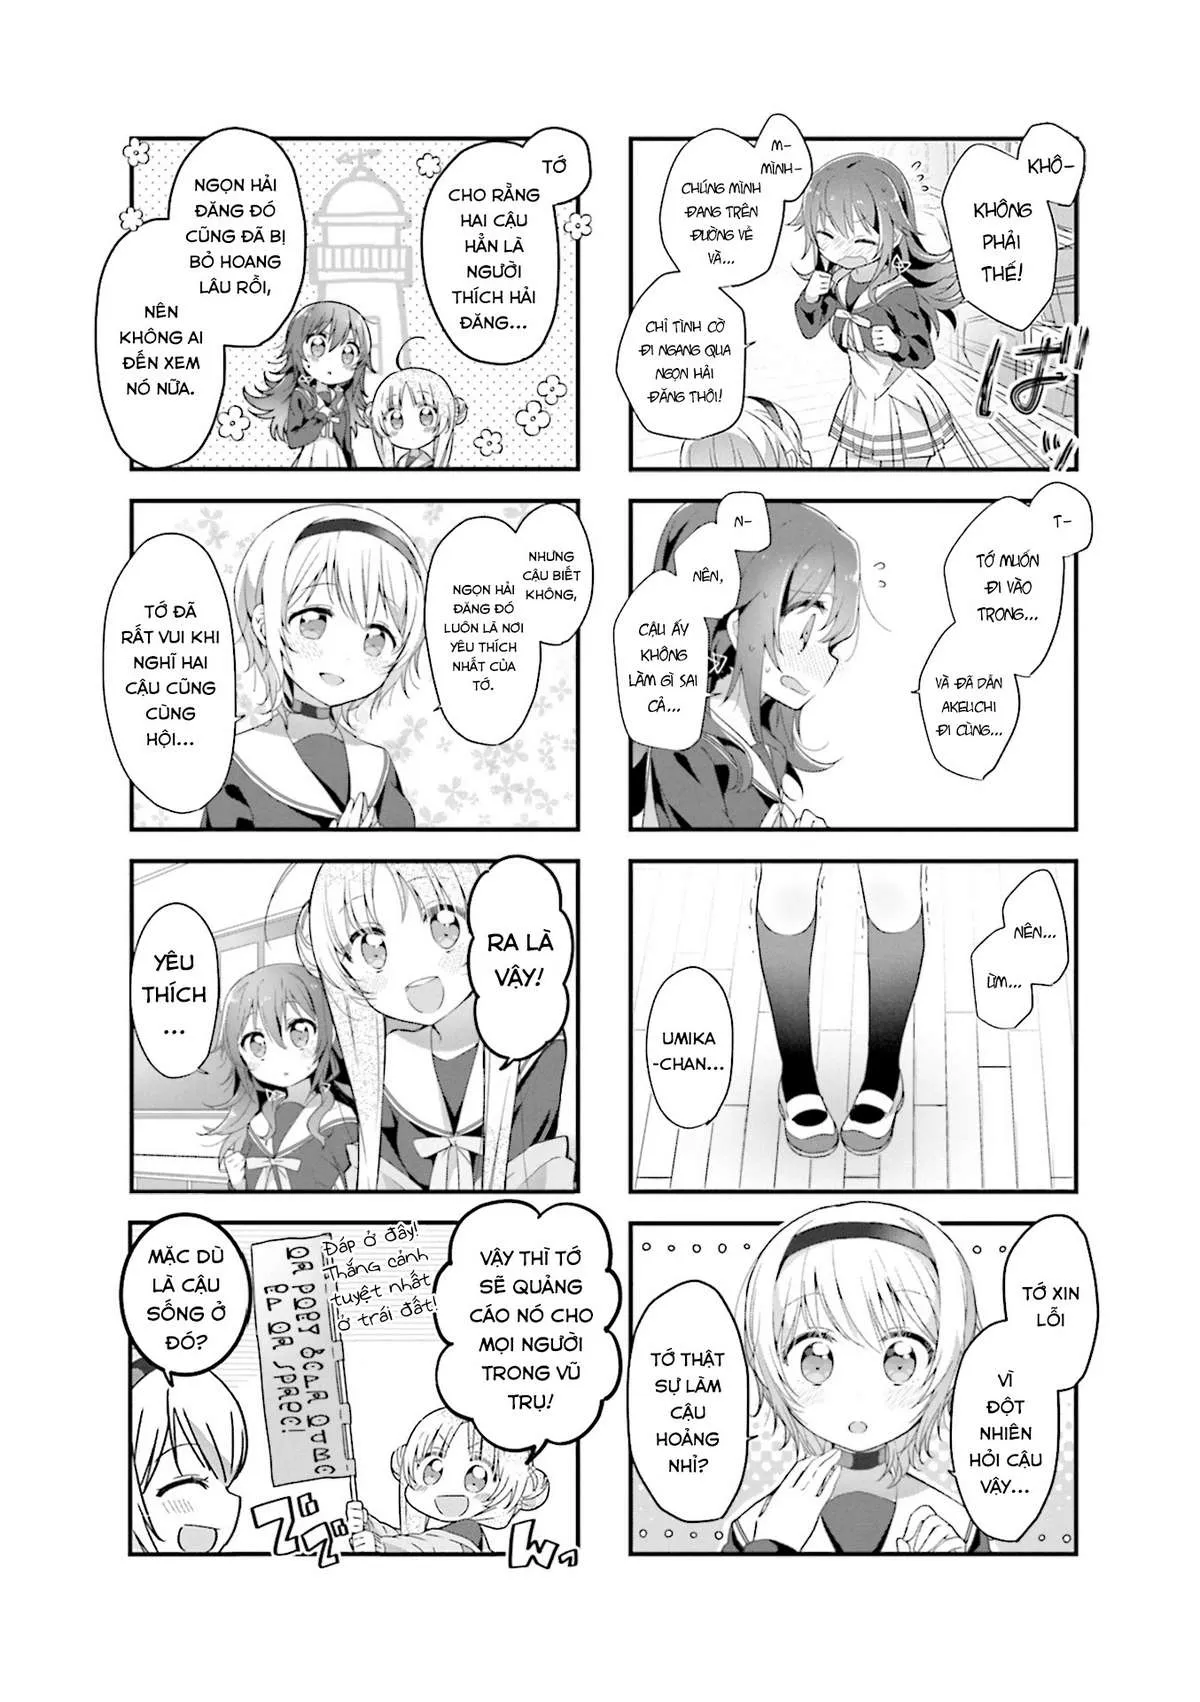 KHÔ-
KHÔNG
PHẢI
THẾ!
M-
MÌNH-
CHÚNG MÌNH
ĐANG TRÊN
ĐƯỜNG VỀ
VÀ...
CHỈ TÌNH CỜ
ĐI NGANG QUA
NGỌN HẢI
ĐĂNG THÔI!
ば
ッ
T-
TỚ MUỐN
ĐI VÀO
TRONG...
VÀ ĐÃ DẪN
AKEUCHI
ĐI CÙNG...
N-
NÊN,
CẬU ẤY
KHÔNG
LÀM GÌ SAI
CẢ...
NÊN...
ỪM...
UMIKA
-CHAN...
TỚ XIN
LỖI
VÌ
ĐỘT
NHIÊN
HỎI CẬU
VẬY...
TỚ THẬT
SỰ LÀM
CẬU
HOẢNG
NHỈ?
TỚ
CHO RẰNG
HAI CẬU
HẲN LÀ
NGƯỜI
THÍCH HẢI
ĐĂNG...
NGỌN HẢI
ĐĂNG ĐÓ
CŨNG ĐÃ BỊ
BỎ HOANG
LÂU RỒI,
NÊN
KHÔNG AI
ĐẾN XEM
NÓ NỮA.
NHƯNG
CẬU BIẾT
KHÔNG,
NGỌN HẢI
ĐĂNG ĐÓ
LUÔN LÀ NƠI
YÊU THÍCH
NHẤT CỦA
TỚ.
TỚ ĐÃ
RẤT VUI KHI
NGHĨ HAI
CẬU CŨNG
CÙNG
HỘI...
RA LÀ
VẬY!
YÊU
THÍCH
...
VẬY THÌ TỚ
SẼ QUẢNG
CÁO NÓ CHO
MỌI NGƯỜI
TRONG VŨ
TRỤ!
Đáp ở đây!
Thắng cảnh
tuyệt nhất
ở trái đất!
MẶC DÙ
LÀ CẬU
SỐNG Ở
ĐÓ?